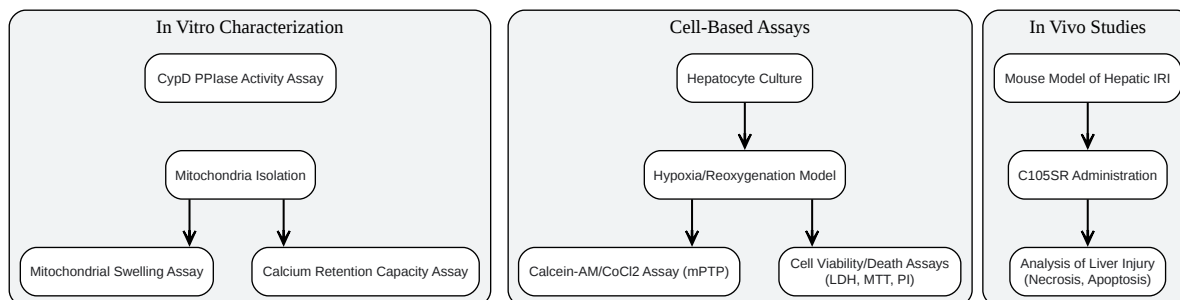 In Vitro Characterization
CypD PPIase Activity Assay
Mitochondria Isolation
Mitochondrial Swelling Assay
Calcium Retention Capacity Assay
Cell-Based Assays
Hepatocyte Culture
Hypoxia/Reoxygenation Model
Calcein-AM/CoCl2 Assay (mPTP)
Cell Viability/Death Assays
(LDH, MTT, PI)
In Vivo Studies
Mouse Model of Hepatic IRI
C105SR Administration
Analysis of Liver Injury
(Necrosis, Apoptosis)